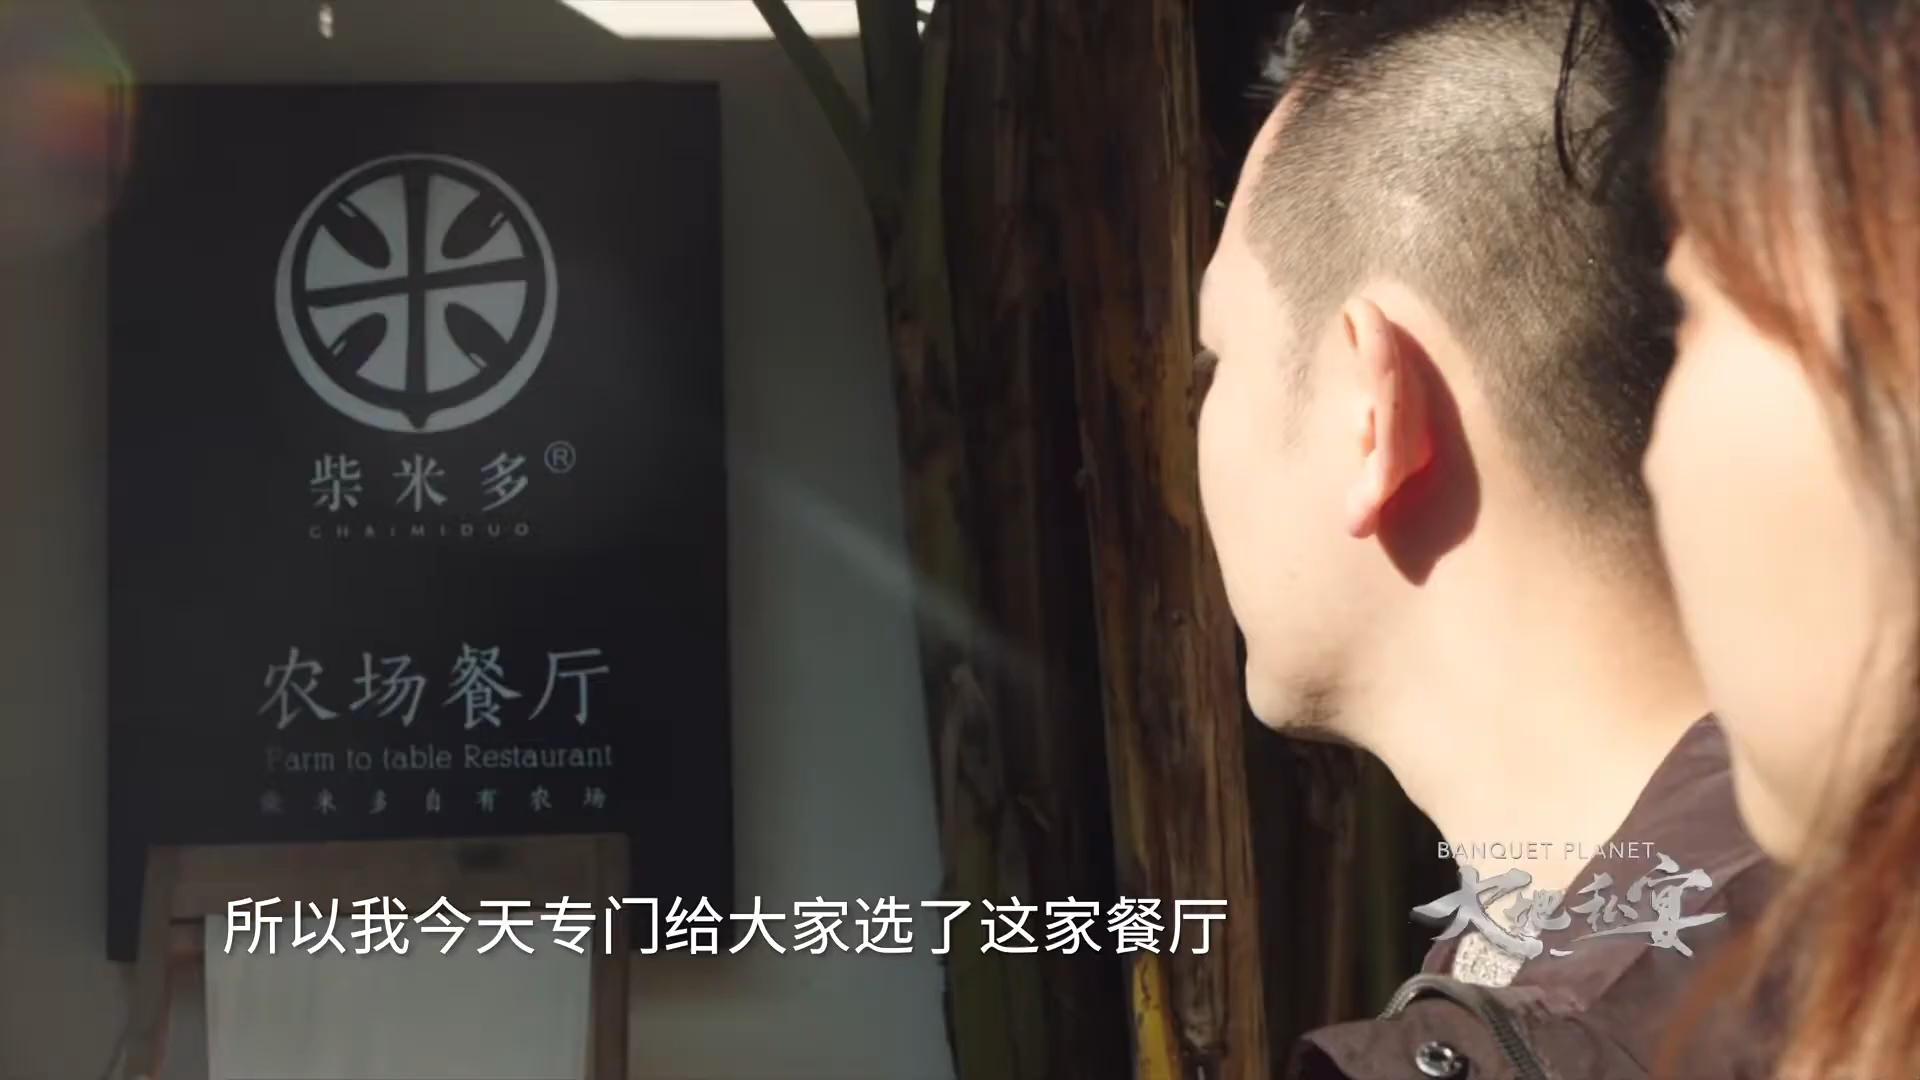 柴米多®
CHAIMIDUO
农场餐厅
Farm to table Restaurant
柴米多自有农场
BANQUET PLANET
大地私宴
所以我今天专门给大家选了这家餐厅